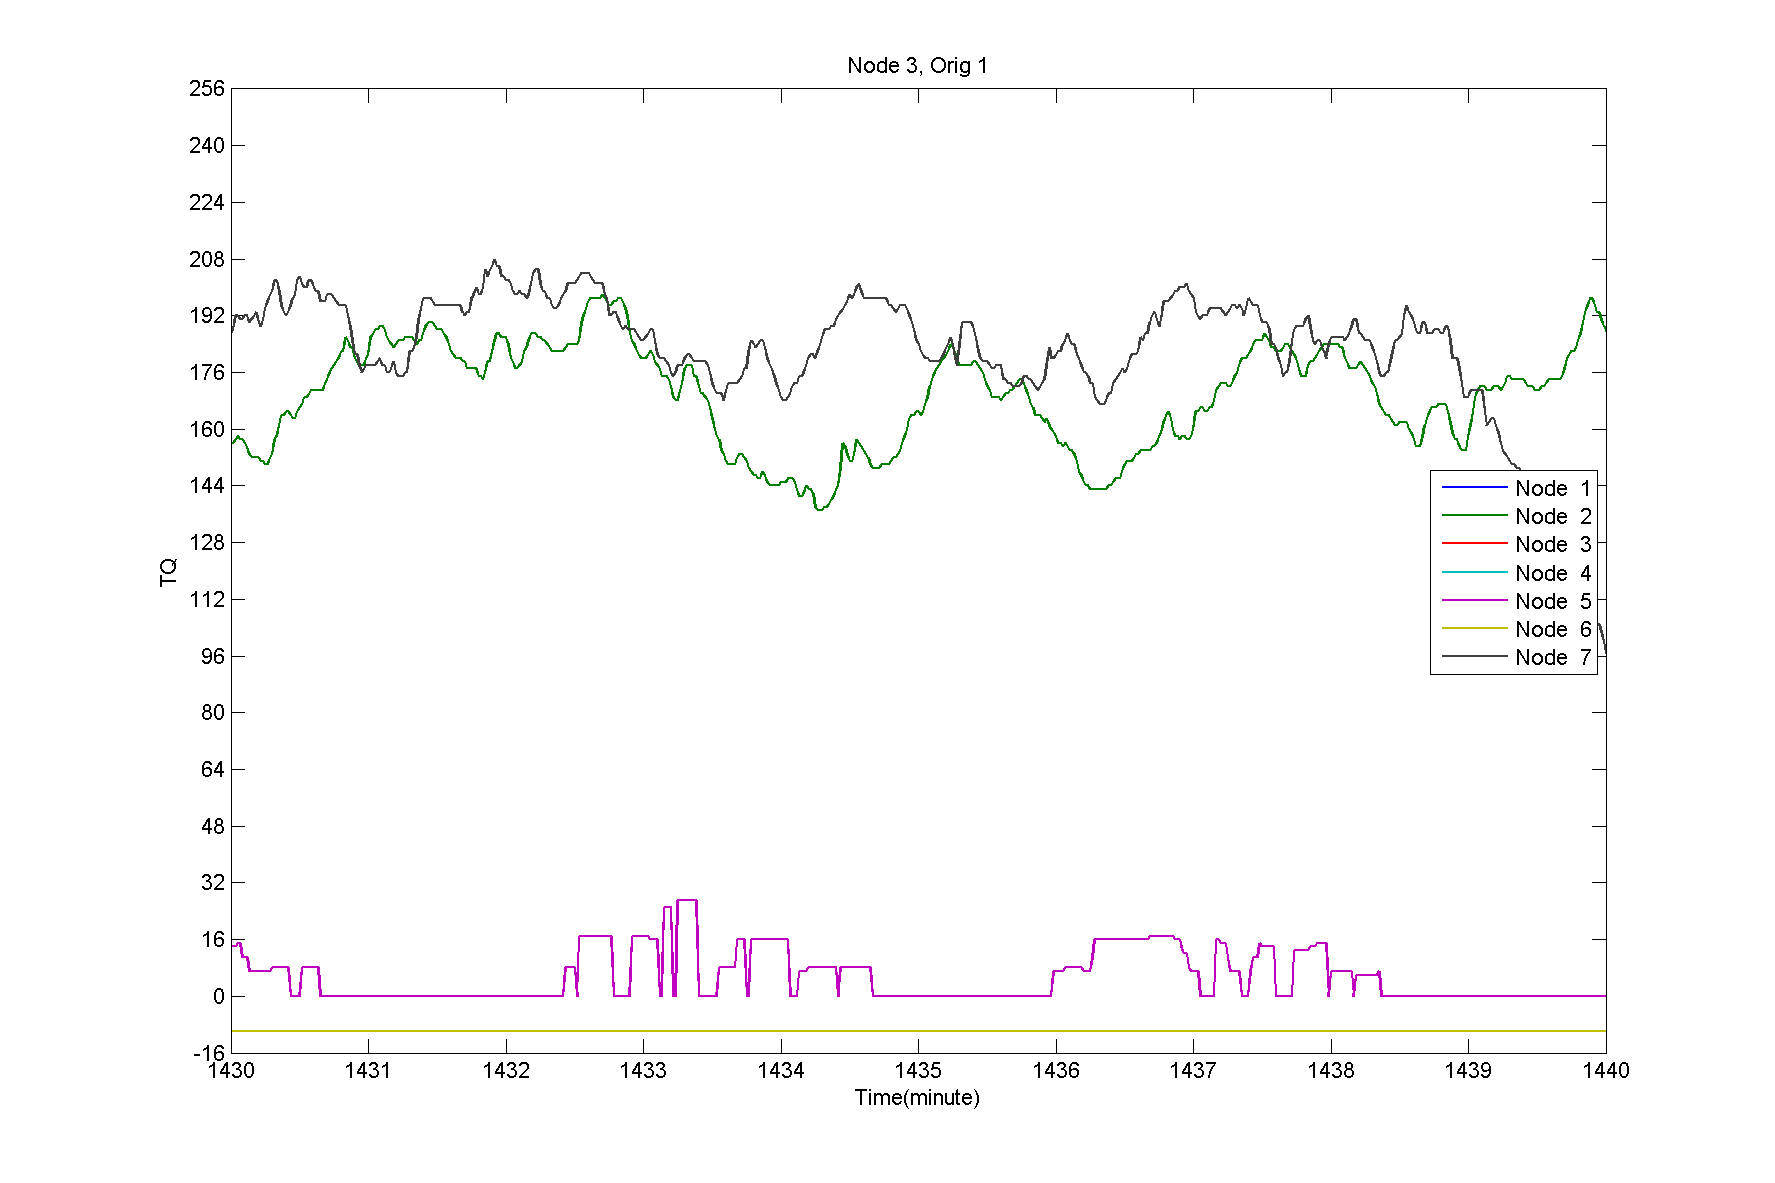 Node 3, Orig 1
256
240
224
208
192
176
160
144
128
112
96
80
64
48
32
16
0
-16
TQ
Node 1
Node 2
Node 3
Node 4
Node 5
Node 6
Node 7
1430 1431 1432 1433 1434 1435 1436 1437 1438 1439 1440
Time(minute)